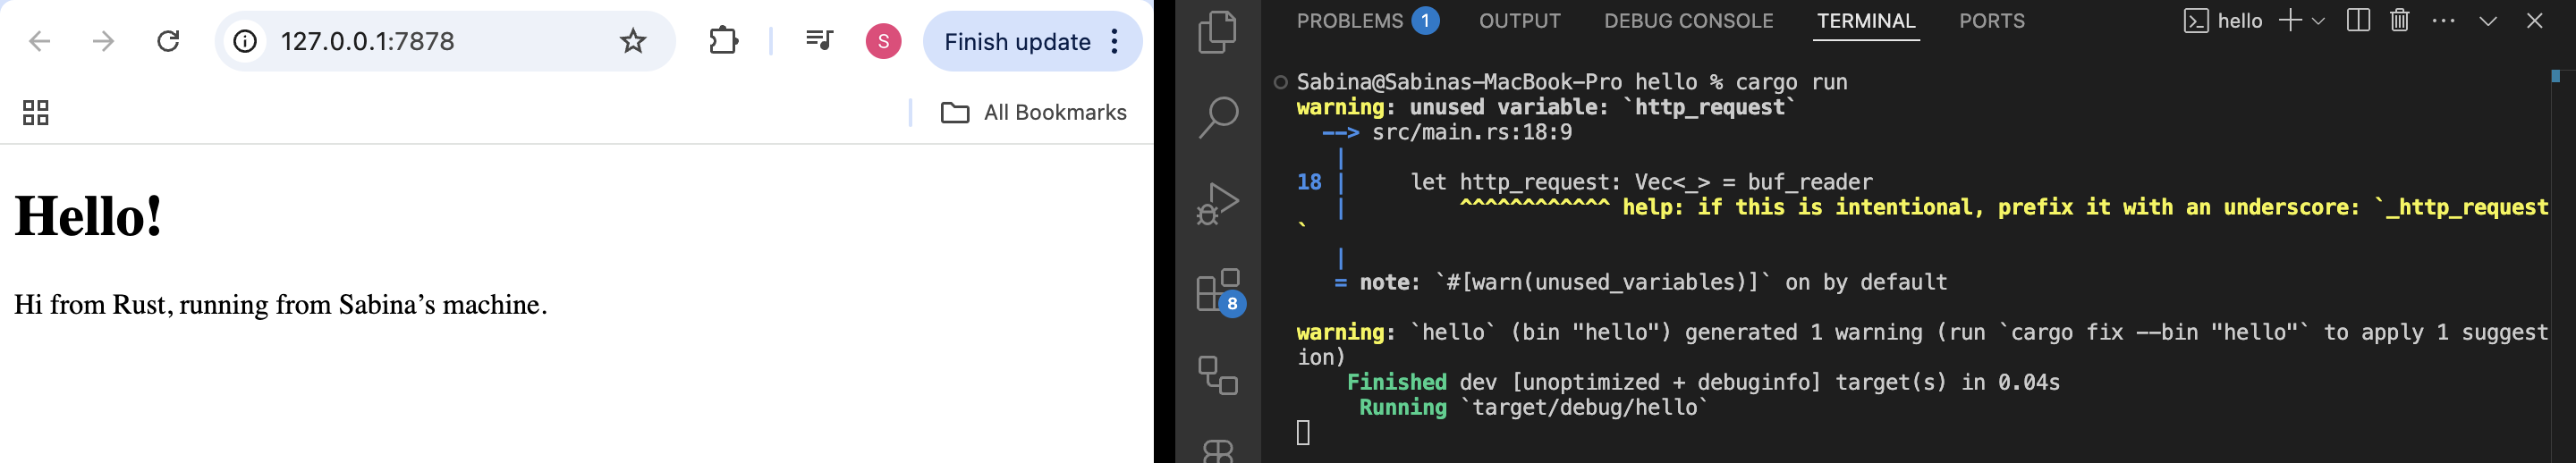 127.0.0.1:7878
S
Finish update
All Bookmarks
Hello!
Hi from Rust, running from Sabina’s machine.
PROBLEMS 1 OUTPUT DEBUG CONSOLE TERMINAL PORTS
hello
8
Sabina@Sabinas-MacBook-Pro hello % cargo run
warning: unused variable: `http_request`
  --> src/main.rs:18:9
   |
18 |     let http_request: Vec<_> = buf_reader
   |         ^^^^^^^^^^^^ help: if this is intentional, prefix it with an underscore: `_http_request
`
   |
   = note: `#[warn(unused_variables)]` on by default
warning: `hello` (bin "hello") generated 1 warning (run `cargo fix --bin "hello"` to apply 1 suggest
ion)
    Finished dev [unoptimized + debuginfo] target(s) in 0.04s
     Running `target/debug/hello`